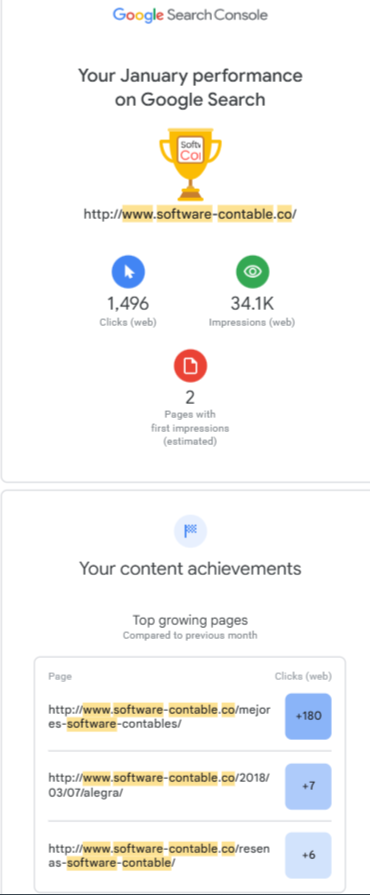 Google Search Console
Your January performance
on Google Search
Softw
Co
http://www.software-contable.co/
1,496
Clicks (web)
34.1K
Impressions (web)
2
Pages with
first impressions
(estimated)
Your content achievements
Top growing pages
Compared to previous month
Page
Clicks (web)
http://www.software-contable.co/mejor
es-software-contables/
+180
http://www.software-contable.co/2018/
03/07/alegra/
+7
http://www.software-contable.co/resen
as-software-contable/
+6